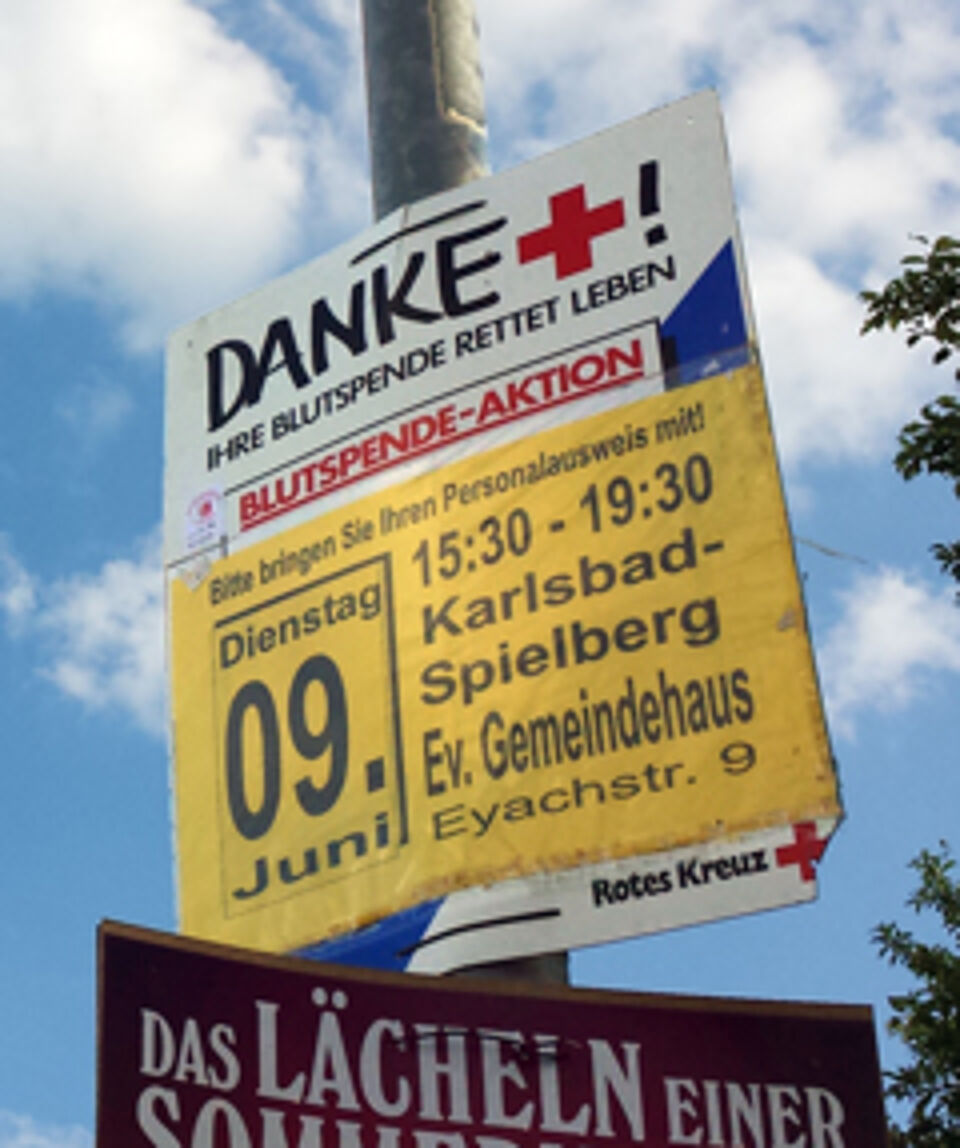 DANKE!
IHRE BLUTSPENDE RETTET LEBEN
BLUTSPENDE-AKTION
Bitte bringen Sie Ihren Personalausweis mit!
Dienstag
09.
Juni
15:30 - 19:30
Karlsbad-
Spielberg
Ev. Gemeindehaus
Eyachstr. 9
Rotes Kreuz
DAS LÄCHELN EINER